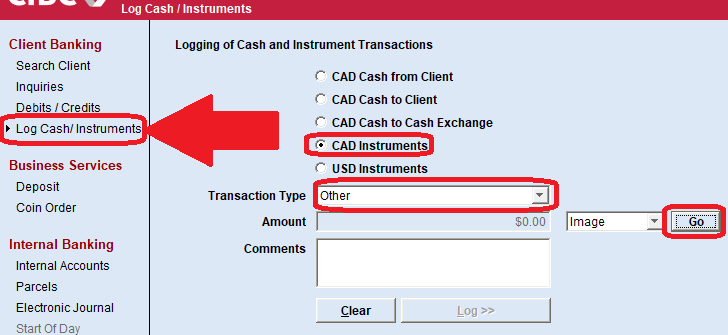 CIBC
Log Cash / Instruments
Client Banking
Search Client
Inquiries
Debits / Credits
Log Cash/ Instruments
Business Services
Deposit
Coin Order
Internal Banking
Internal Accounts
Parcels
Electronic Journal
Start Of Day
Logging of Cash and Instrument Transactions
CAD Cash from Client
CAD Cash to Client
CAD Cash to Cash Exchange
CAD Instruments
USD Instruments
Transaction Type Other
Amount $0.00 Image Go
Comments
Clear Log >>